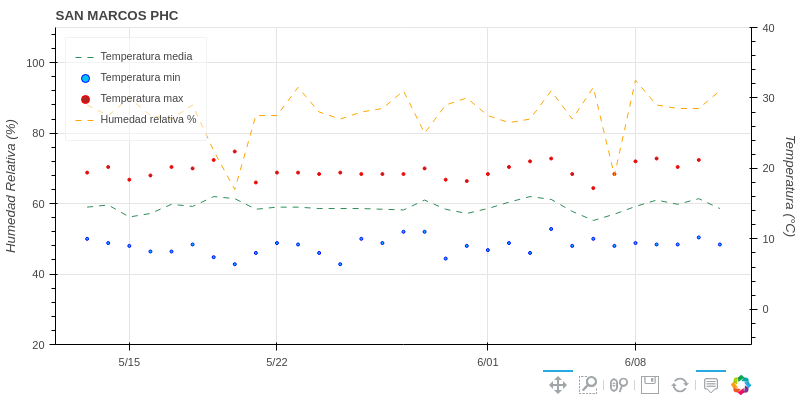 SAN MARCOS PHC
Temperatura media
Temperatura min
Temperatura max
Humedad relativa %
Humedad Relativa (%)
100
80
60
40
20
40
30
20
10
0
Temperatura (°C)
5/15
5/22
6/01
6/08